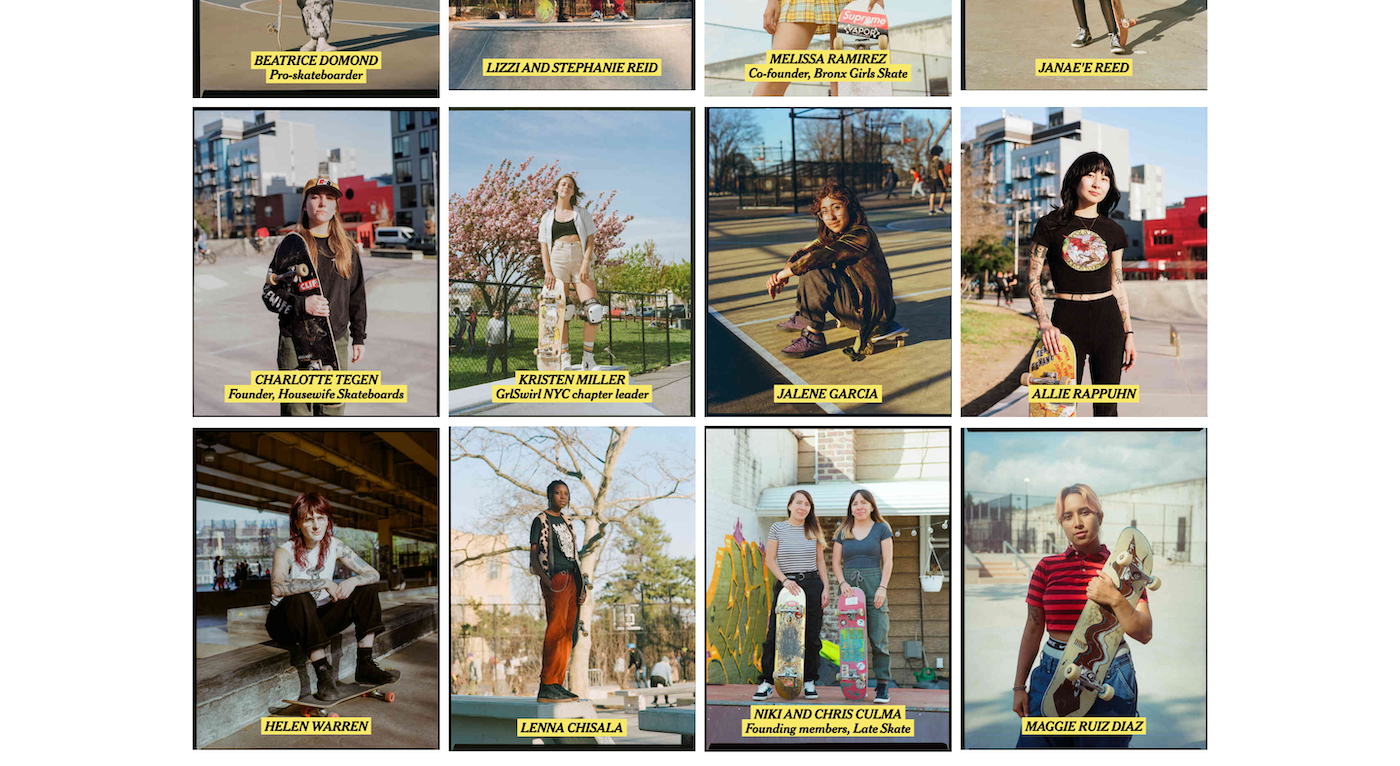 Supreme
VAPOR
BEATRICE DOMOND
Pro-skateboarder
LIZZI AND STEPHANIE REID
MELISSA RAMIREZ
Co-founder, Bronx Girls Skate
JANAE'E REED
CHARLOTTE TEGEN
Founder, Housewife Skateboards
KRISTEN MILLER
GrlSwirl NYC chapter leader
JALENE GARCIA
ALLIE RAPPUHN
HELEN WARREN
LENNA CHISALA
NIKI AND CHRIS CULMA
Founding members, Late Skate
MAGGIE RUIZ DIAZ